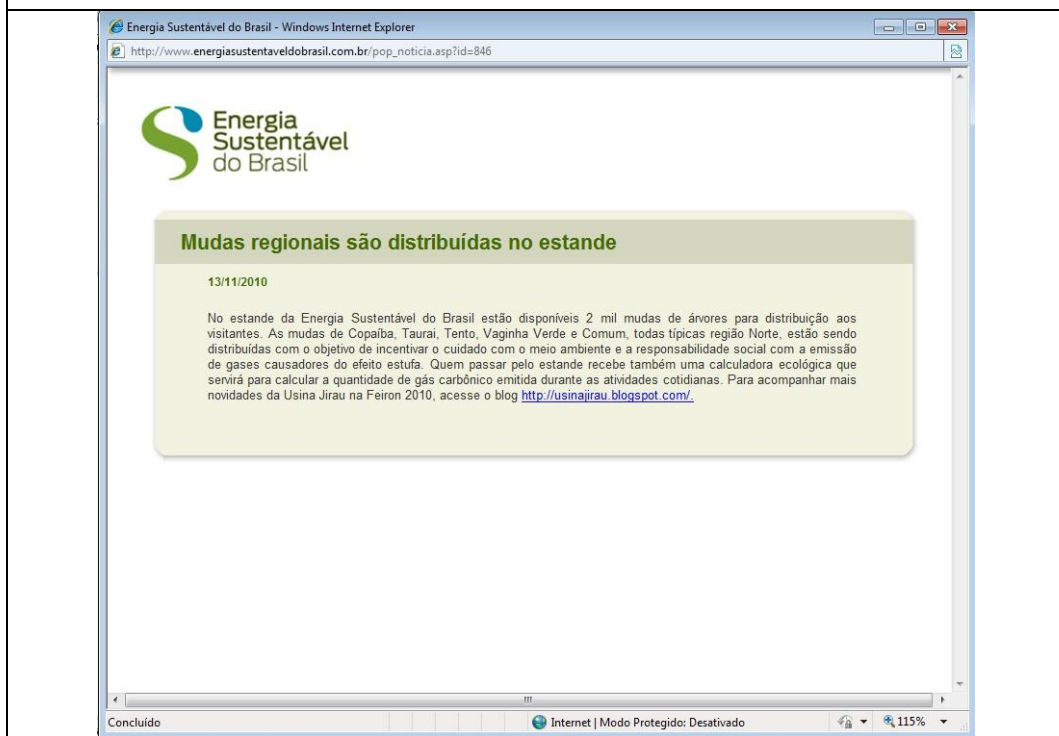 Energia Sustentável do Brasil - Windows Internet Explorer
http://www.energiasustentaveldobrasil.com.br/pop_noticia.asp?id=846
Energia
Sustentável
do Brasil
Mudas regionais são distribuídas no estande
13/11/2010
No estande da Energia Sustentável do Brasil estão disponíveis 2 mil mudas de árvores para distribuição aos
visitantes. As mudas de Copaíba, Taurai, Tento, Vaginha Verde e Comum, todas típicas região Norte, estão sendo
distribuídas com o objetivo de incentivar o cuidado com o meio ambiente e a responsabilidade social com a emissão
de gases causadores do efeito estufa. Quem passar pelo estande recebe também uma calculadora ecológica que
servirá para calcular a quantidade de gás carbônico emitida durante as atividades cotidianas. Para acompanhar mais
novidades da Usina Jirau na Feiron 2010, acesse o blog http://usinajirau.blogspot.com/.
Concluído
Internet | Modo Protegido: Desativado
115%